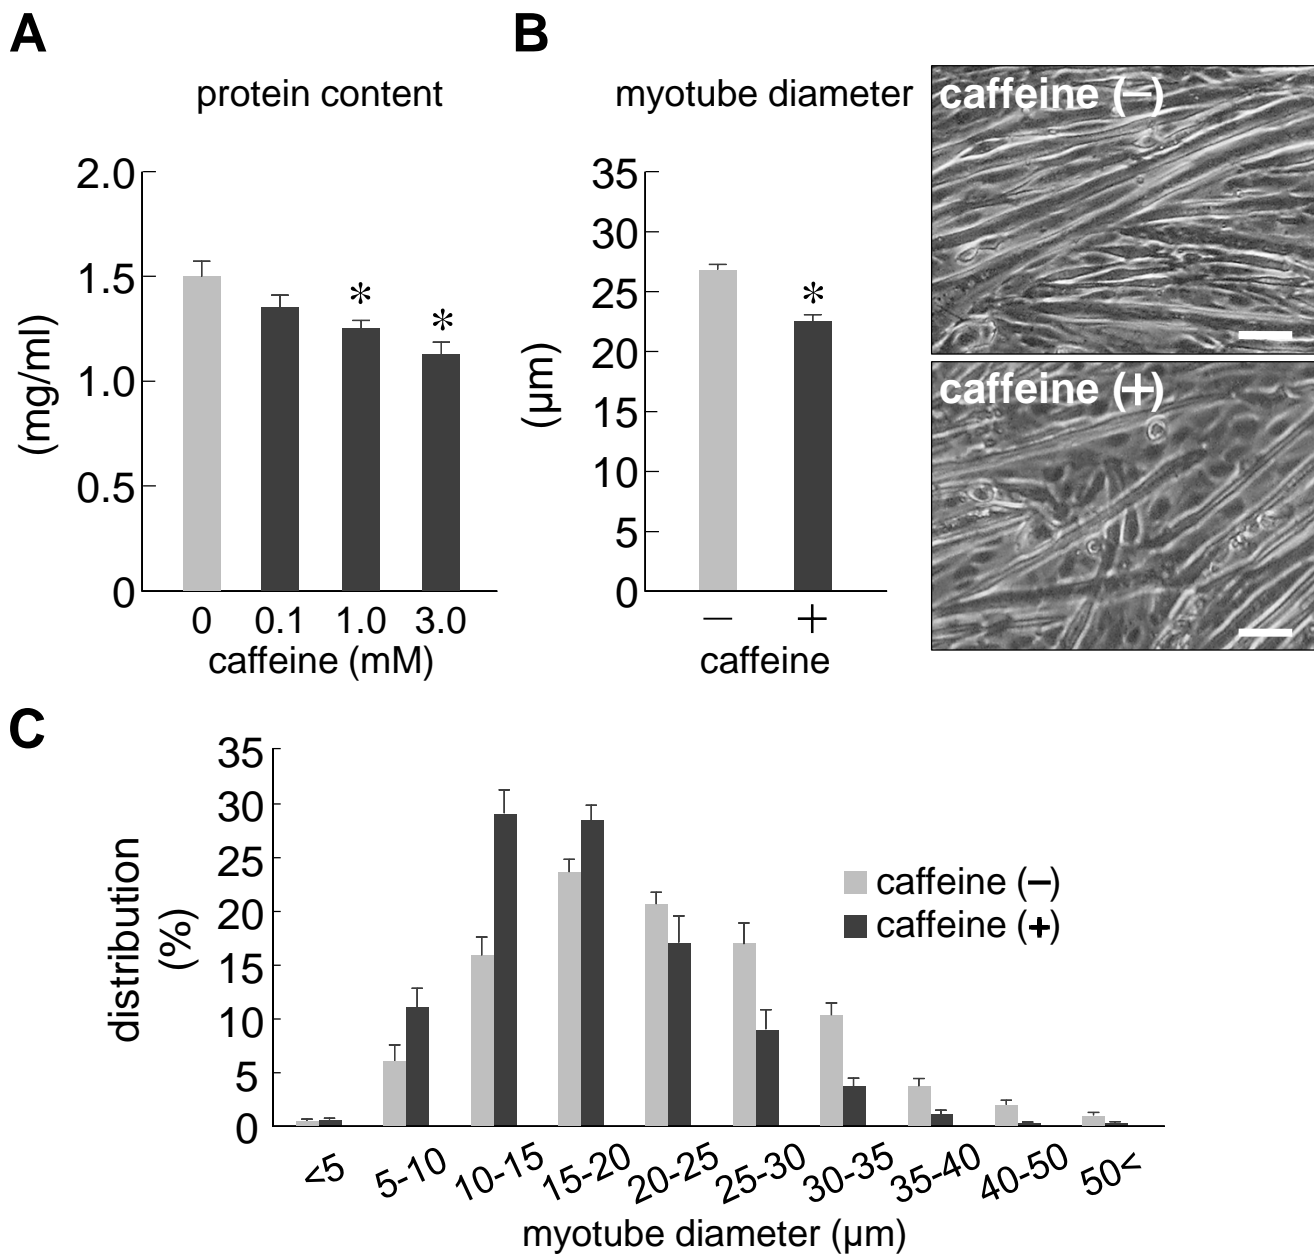 A
protein content
2.0
1.5
1.0
0.5
0
(mg/ml)
*
*
0 0.1 1.0 3.0
caffeine (mM)
B
myotube diameter
35
30
25
20
15
10
5
0
(μm)
*
− +
caffeine
caffeine (−)
caffeine (+)
C
35
30
25
20
15
10
5
0
distribution
(%)
caffeine (−)
caffeine (+)
<5 5-10 10-15 15-20 20-25 25-30 30-35 35-40 40-50 50<
myotube diameter (μm)